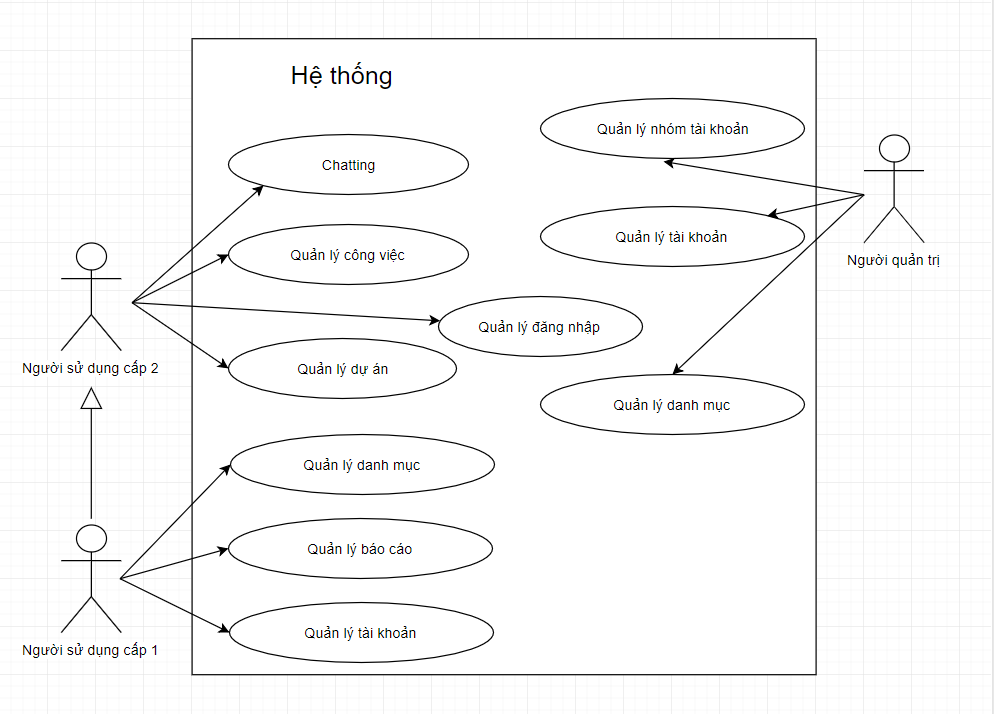 Hệ thống
Quản lý nhóm tài khoản
Chatting
Quản lý tài khoản
Quản lý công việc
Người quản trị
Quản lý đăng nhập
Người sử dụng cấp 2
Quản lý dự án
Quản lý danh mục
Quản lý danh mục
Quản lý báo cáo
Quản lý tài khoản
Người sử dụng cấp 1